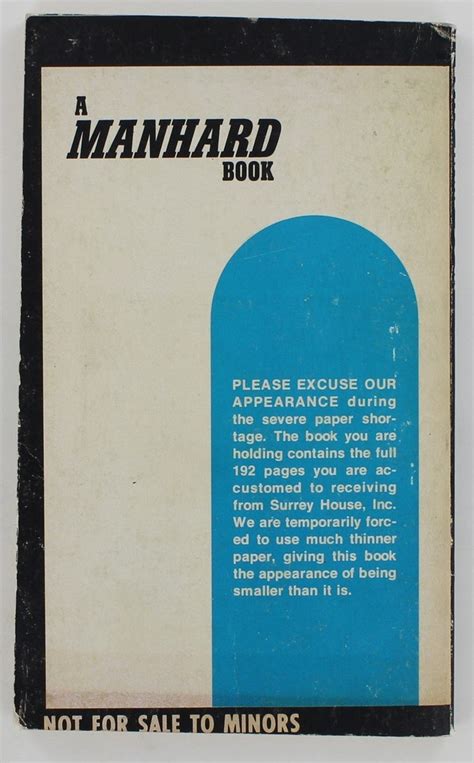 A
MANHARD
BOOK
PLEASE EXCUSE OUR
APPEARANCE during
the severe paper shor-
tage. The book you are
holding contains the full
192 pages you are ac-
customed to receiving
from Surrey House, Inc.
We are temporarily forc-
ed to use much thinner
paper, giving this book
the appearance of being
smaller than it is.
NOT FOR SALE TO MINORS